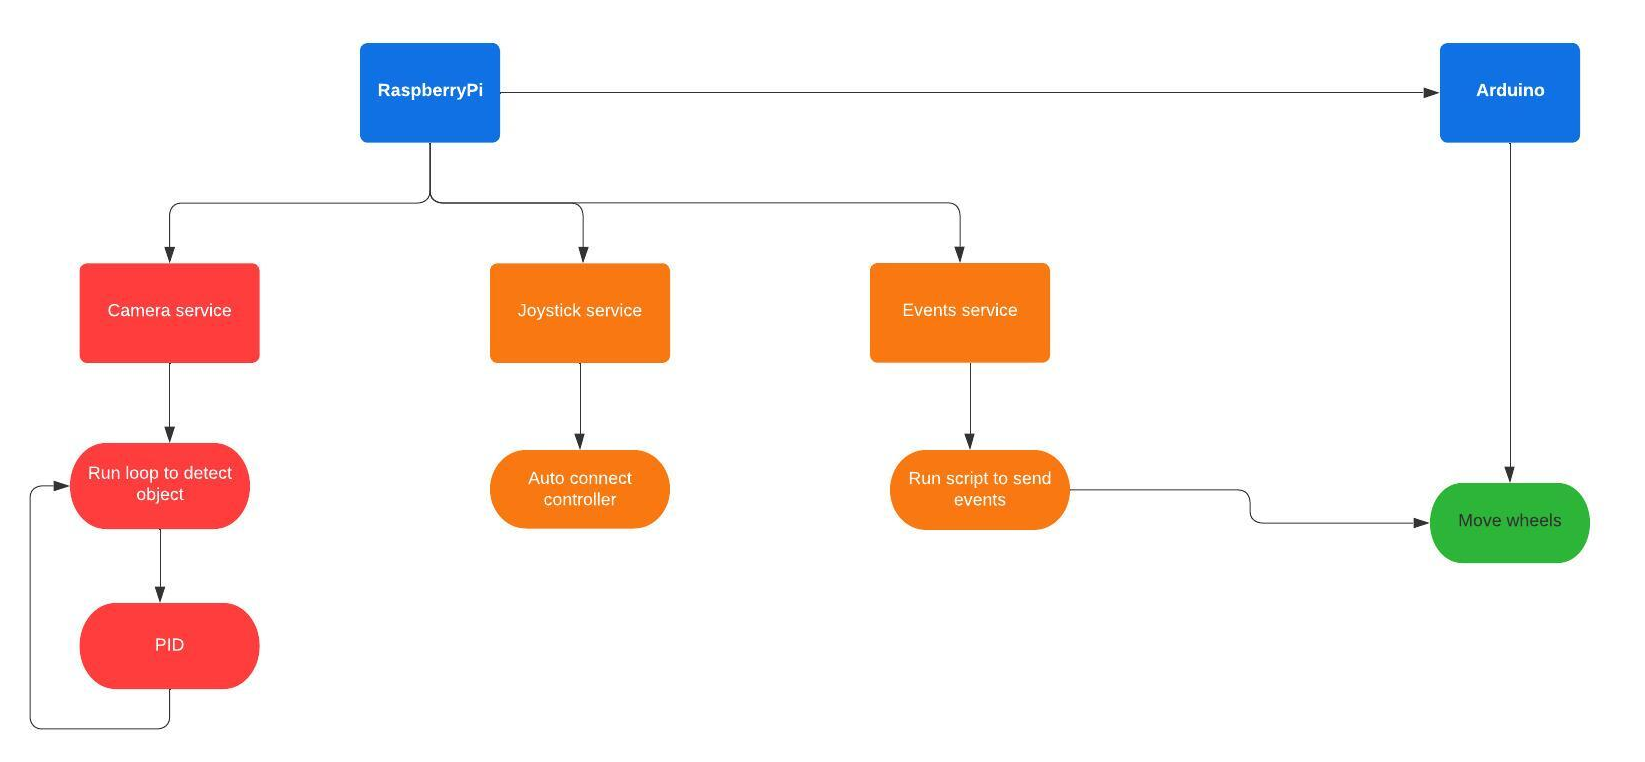 RaspberryPi
Arduino
Camera service
Joystick service
Events service
Run loop to detect
object
Auto connect
controller
Run script to send
events
Move wheels
PID